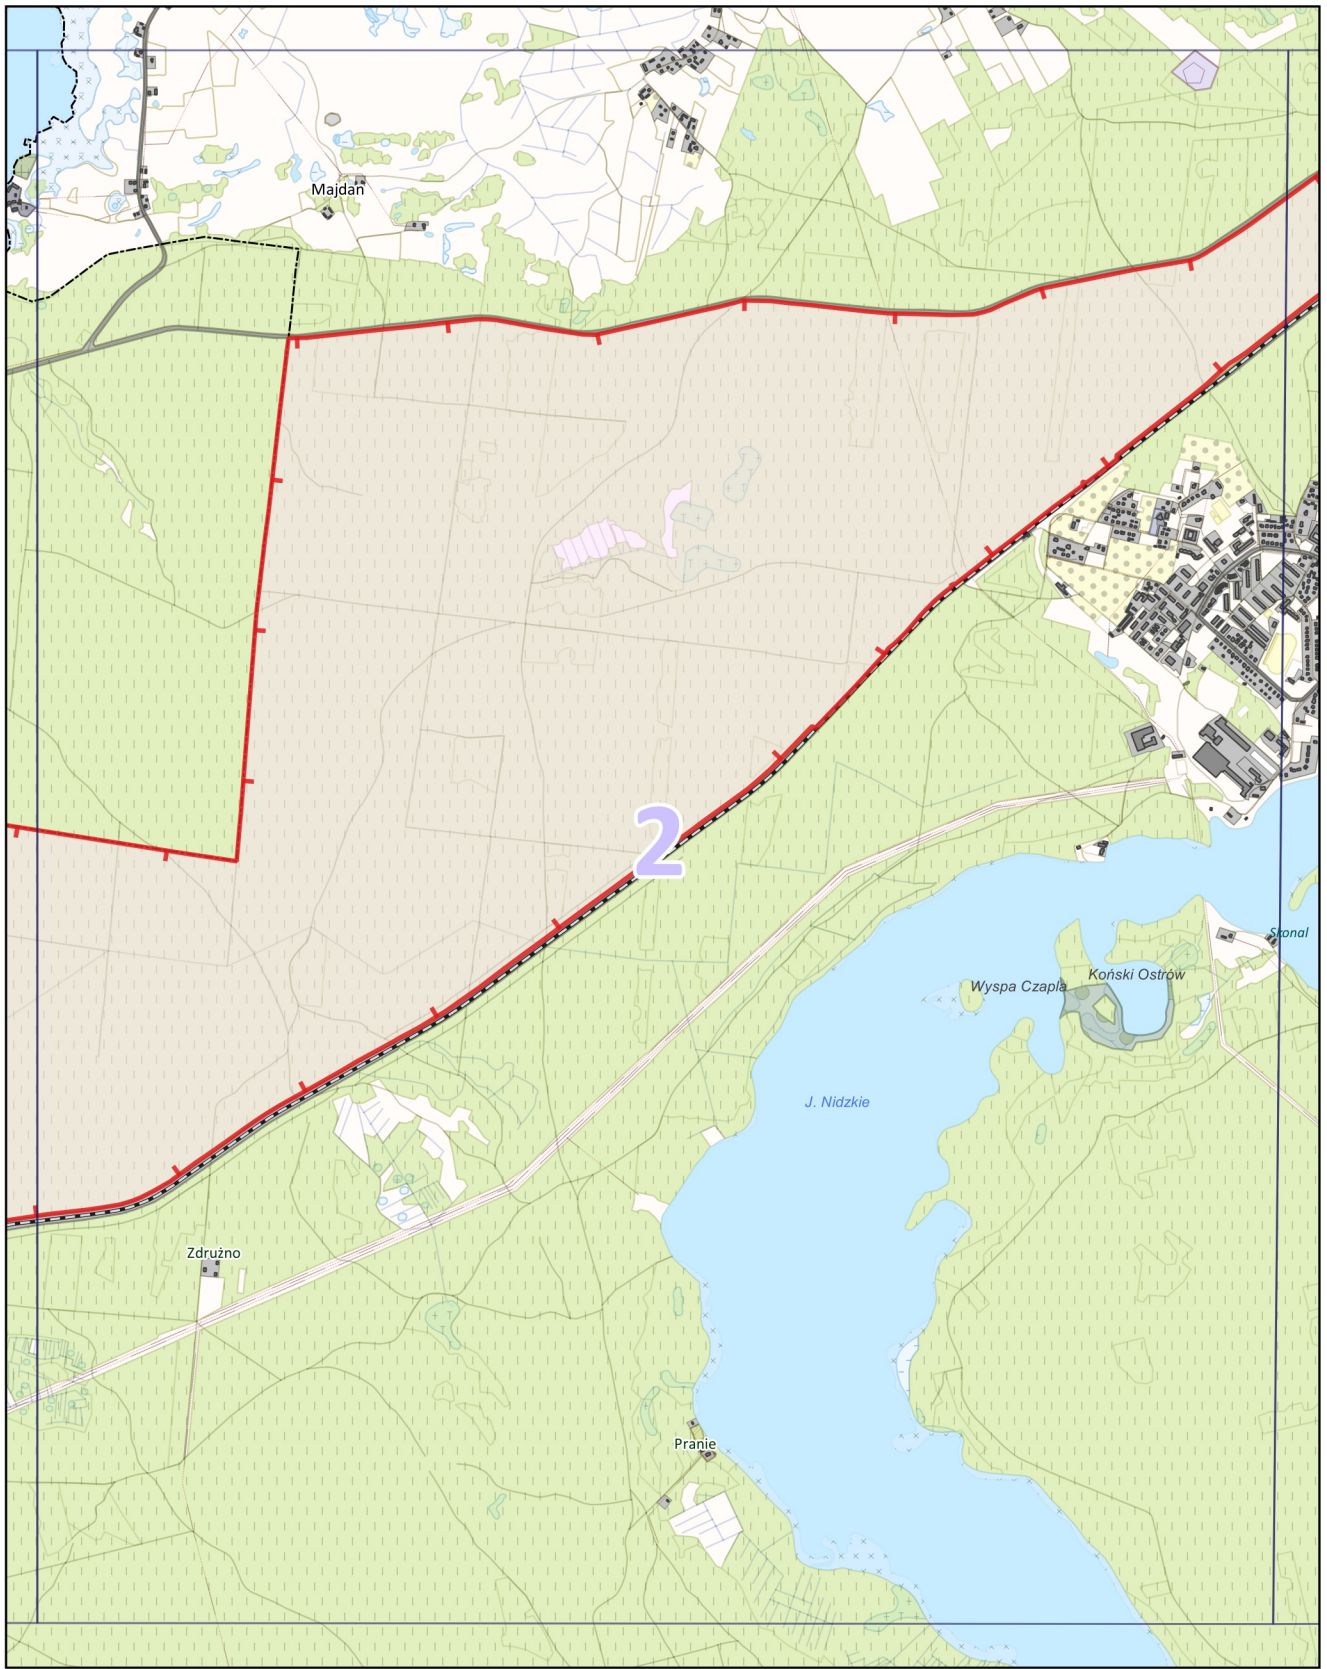 Majdan
2
Skonal
Koński Ostrów
Wyspa Czapla
J. Nidzkie
Zdrużno
Pranie